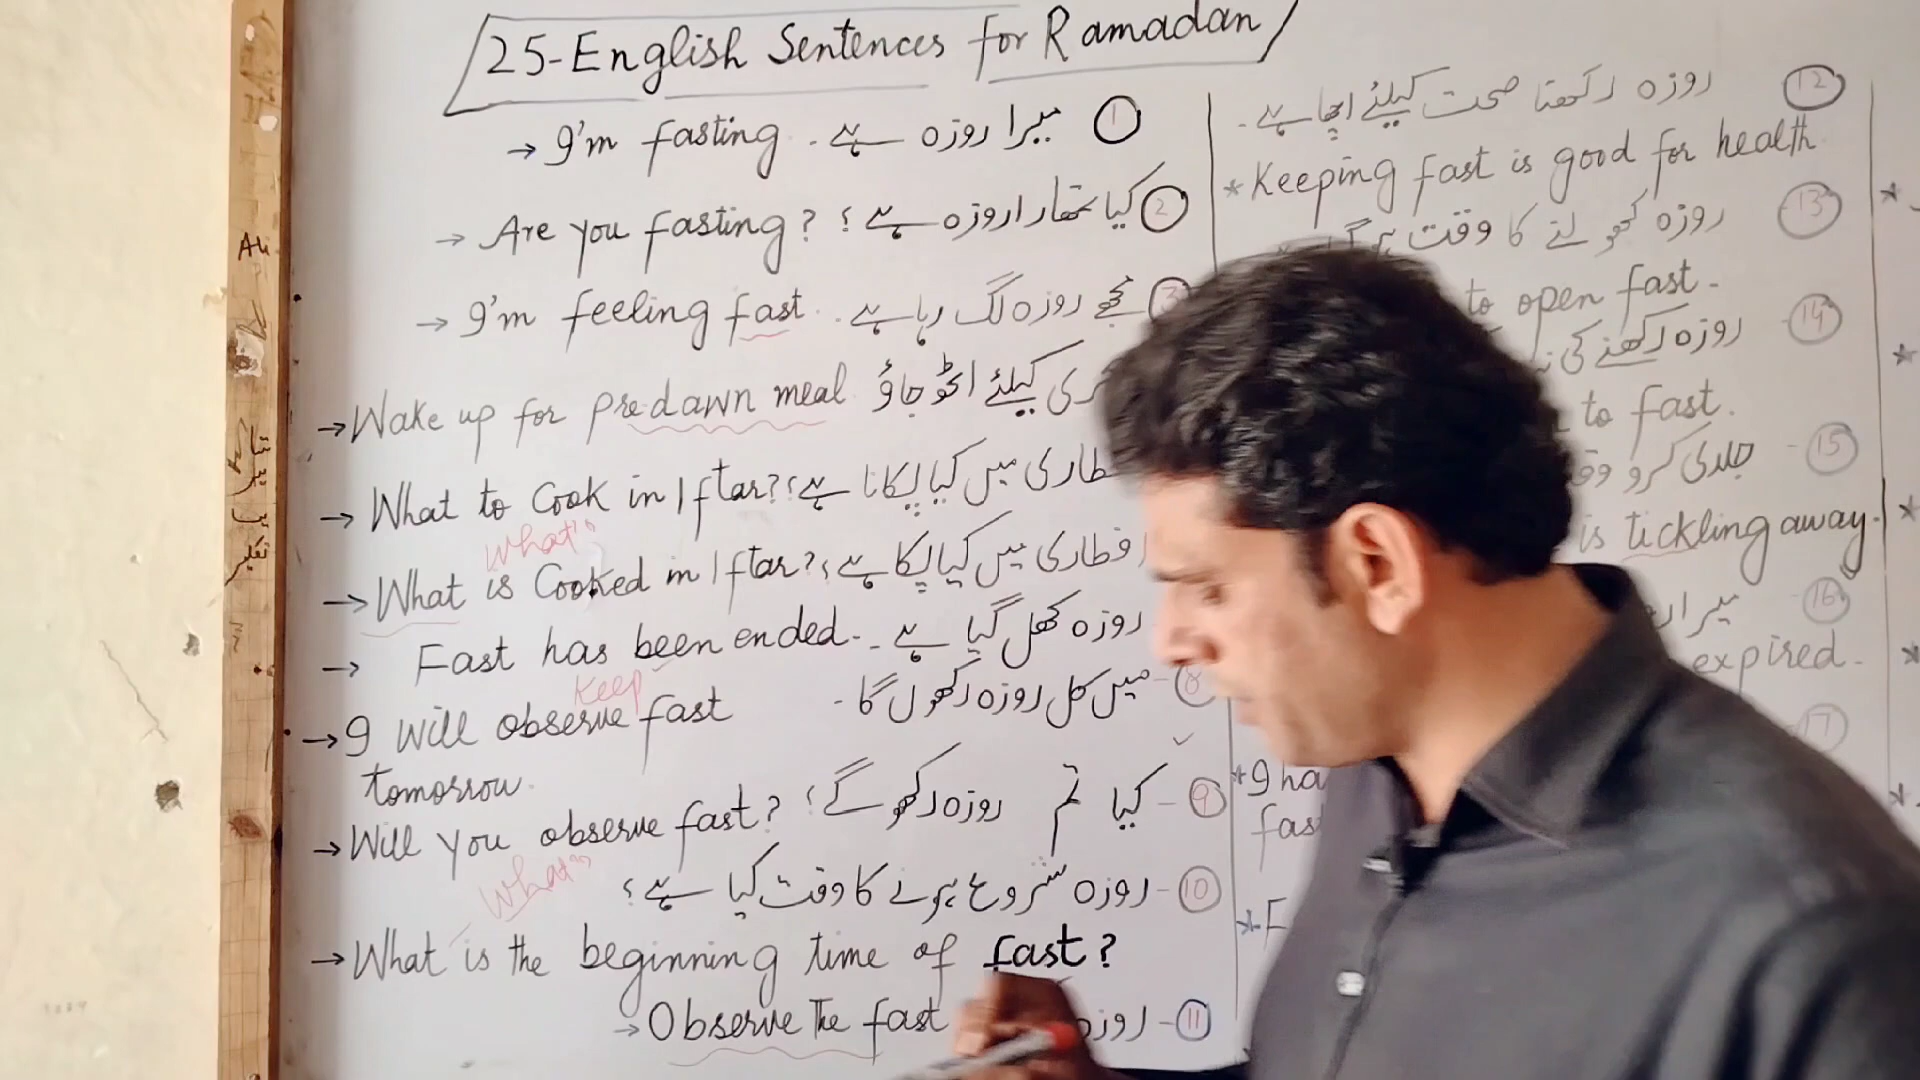 25-English Sentences for Ramadan
→ I'm fasting . میرا روزہ ہے ۔ ①
→ Are you fasting? کیا تمھارا روزہ ہے ؟ ②
→ I'm feeling fast . مجھے روزہ لگ رہا ہے ۔ ③
→ Wake up for predawn meal کیلئے اٹھ جاؤ
→ What to Cook in Iftar? افطاری میں کیا پکانا ہے ؟
What
→ What is Cooked in Iftar? افطاری میں کیا پکا ہے ؟
→ Fast has been ended. روزہ کھل گیا ہے ۔
Keep
→ I Will observe fast میں کل روزہ رکھوں گا ۔ - ⑧
tomorrow.
→ Will you observe fast? کیا تم روزہ رکھو گے ؟ - ⑨
What
روزہ شروع ہونے کا وقت کیا ہے ؟ - ⑩
→ What is the beginning time of fast?
→ Observe The fast روزہ - ⑪
روزہ رکھنا صحت کیلئے اچھا ہے ۔ ⑫
* Keeping fast is good for health
روزہ کھولنے کا وقت ⑬
to open fast.
روزہ رکھنے کی ⑭
to fast.
جلدی کرو - ⑮
is tickling away.
میرا ⑯
expired.
⑰
* I ha
fas
* F
Ali